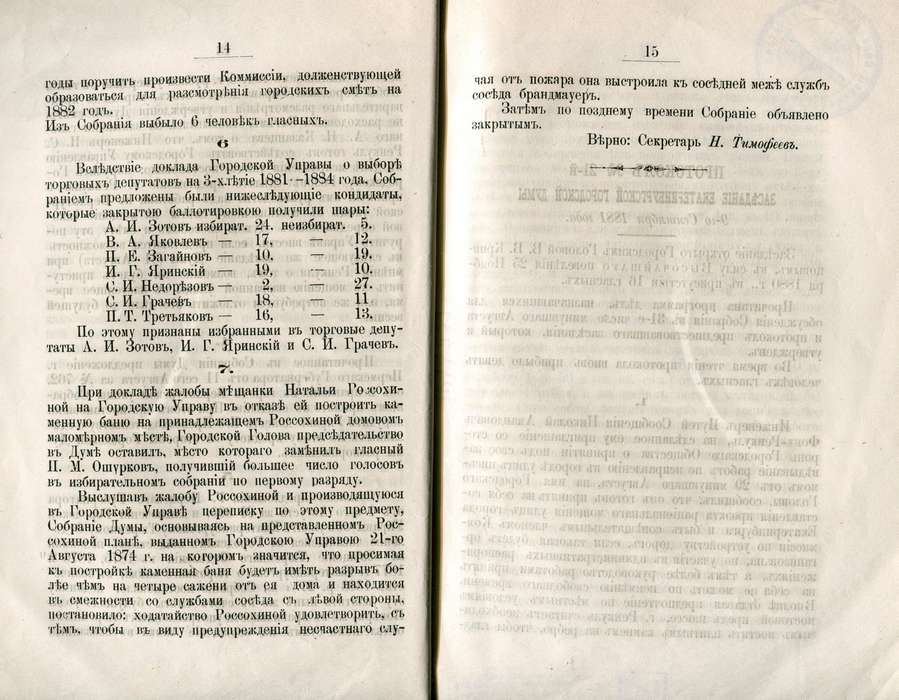 14
годы поручить произвести Коммиссіи, долженствующей
образоваться для разсмотрѣнія городскихъ смѣтъ на
1882 годъ.
Изъ Собранія выбыло 6 человѣкъ гласныхъ.
6
Вслѣдствіе доклада Городской Управы о выборѣ
торговыхъ депутатовъ на 3-хлѣтіе 1881—1884 года. Соб-
раніемъ предложены были нижеслѣдующіе кондидаты,
которые закрытою баллотировкою получили шары:
А. И. Зотовъ избират. 24. неизбират. 5.
В. А. Яковлевъ — 17, — 12.
П. Е. Загайновъ — 10. — 19.
И. Г. Яринскій — 19, — 10.
С. И. Недорѣзовъ — 2, — 27.
С. И. Грачевъ — 18, — 11
П. Т. Третьяковъ — 16, — 13.
По этому признаны избранными въ торговые депу-
таты А. И. Зотовъ, И. Г. Яринскій и С. И. Грачевъ.
7.
При докладѣ жалобы мѣщанки Натальи Россохи-
ной на Городскую Управу въ отказѣ ей построить ка-
менную баню на принадлежащемъ Россохиной домовомъ
маломѣрномъ мѣстѣ, Городской Голова предсѣдательство
въ Думѣ оставилъ, мѣсто котораго замѣнилъ гласный
П. М. Ошурковъ, получившій большее число голосовъ
въ избирательномъ собраніи по первому разряду.
Выслушавъ жалобу Россохиной и производящуюся
въ Городской Управѣ переписку по этому предмету,
Собраніе Думы, основываясь на представленномъ Рос-
сохиной планѣ, выданномъ Городскою Управою 21-го
Августа 1874 г. на которомъ значится, что просимая
къ постройкѣ каменная баня будетъ имѣть разрывъ бо-
лѣе чѣмъ на четыре сажени отъ ея дома и находится
въ смежности со службами сосѣда съ лѣвой стороны,
постановило: ходатайство Россохиной удовлетворить, съ
тѣмъ, чтобы въ виду предупрежденія несчастнаго слу-
15
чая отъ пожара она выстроила къ сосѣдней межѣ службъ
сосѣда брандмауеръ.
Затѣмъ по позднему времени Собраніе объявлено
закрытымъ.
Вѣрно: Секретарь Н. Тимофеевъ.